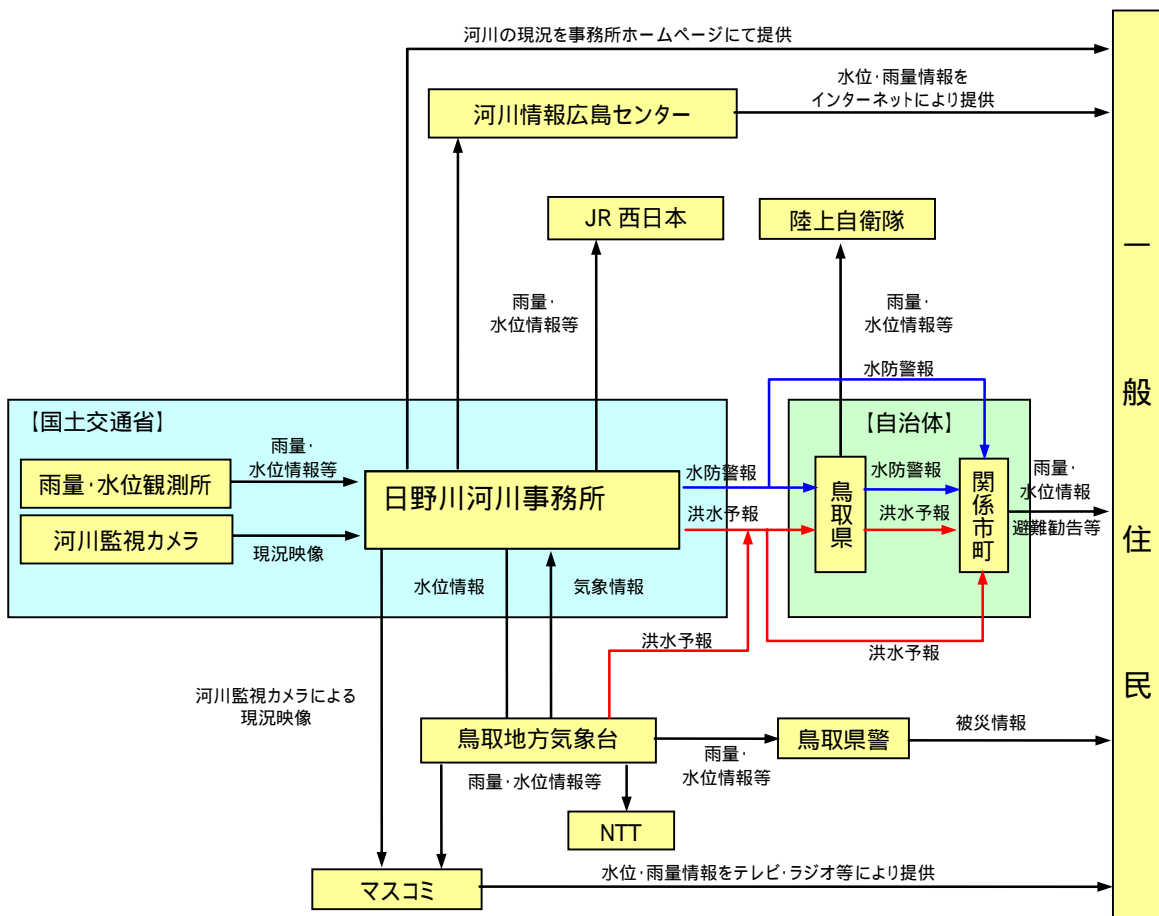 河川の現況を事務所ホームページにて提供
水位･雨量情報を
インターネットにより提供
河川情報広島センター
JR 西日本
陸上自衛隊
雨量･
水位情報等
雨量･
水位情報等
水防警報
【国土交通省】
【自治体】
雨量･
水位情報等
雨量･水位観測所
日野川河川事務所
水防警報
鳥取県
水防警報
関係市町
雨量･
水位情報
避難勧告等
河川監視カメラ
現況映像
洪水予報
洪水予報
水位情報
気象情報
洪水予報
洪水予報
河川監視カメラによる
現況映像
鳥取地方気象台
雨量･
水位情報等
鳥取県警
被災情報
雨量･水位情報等
NTT
マスコミ
水位･雨量情報をテレビ･ラジオ等により提供
一般住民